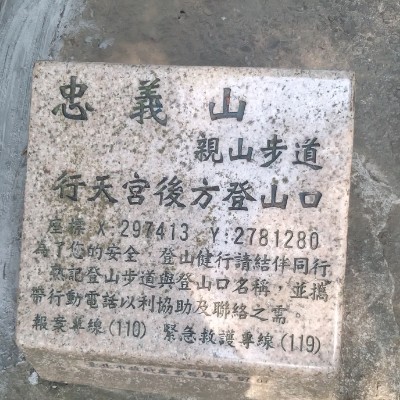 忠義山
親山步道
行天宮後方登山口
座標 X:297413 Y:2781280
為了您的安全 登山健行請結伴同行
熟記登山步道與登山口名稱，並攜
帶行動電話以利協助及聯絡之需。
報案專線(110) 緊急救護專線(119)